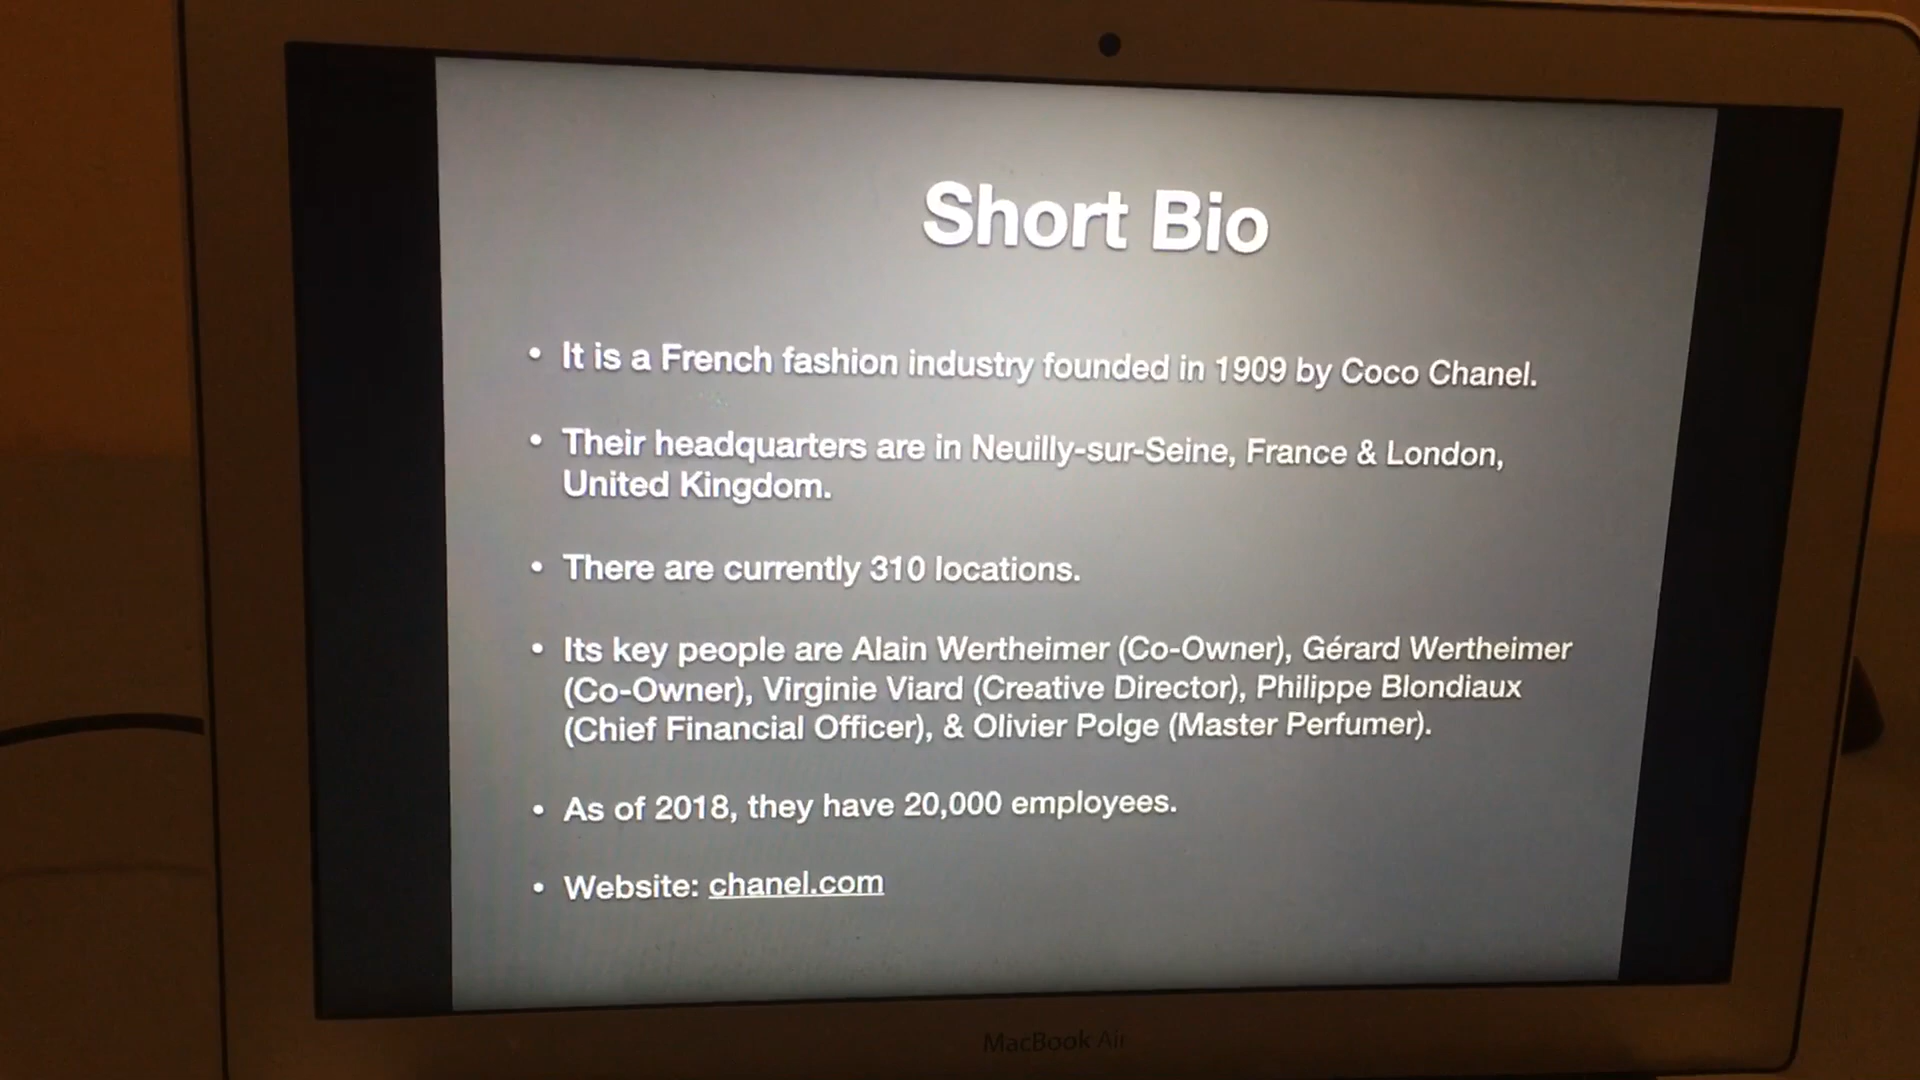 Short Bio
• It is a French fashion industry founded in 1909 by Coco Chanel.
• Their headquarters are in Neuilly-sur-Seine, France & London,
United Kingdom.
• There are currently 310 locations.
• Its key people are Alain Wertheimer (Co-Owner), Gérard Wertheimer
(Co-Owner), Virginie Viard (Creative Director), Philippe Blondiaux
(Chief Financial Officer), & Olivier Polge (Master Perfumer).
• As of 2018, they have 20,000 employees.
• Website: chanel.com
MacBook Air